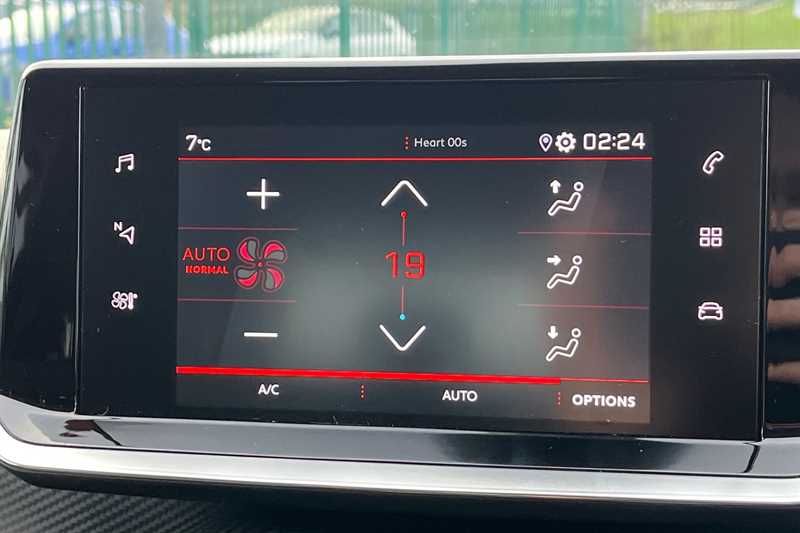 7°C
Heart 00s
02:24
N
AUTO
NORMAL
19
A/C
AUTO
OPTIONS